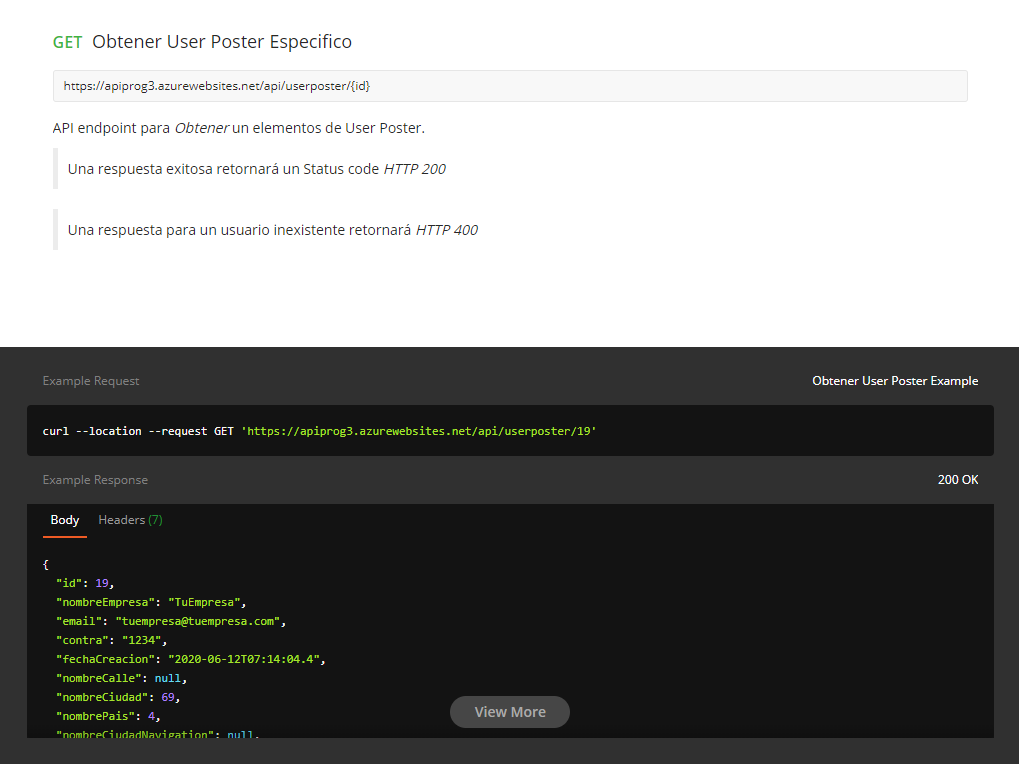 GET Obtener User Poster Especifico
https://apiprog3.azurewebsites.net/api/userposter/{id}
API endpoint para Obtener un elementos de User Poster.
Una respuesta exitosa retornará un Status code HTTP 200
Una respuesta para un usuario inexistente retornará HTTP 400
Example Request
Obtener User Poster Example
curl --location --request GET 'https://apiprog3.azurewebsites.net/api/userposter/19'
Example Response
200 OK
Body Headers (7)
{
"id": 19,
"nombreEmpresa": "TuEmpresa",
"email": "tuempresa@tuempresa.com",
"contra": "1234",
"fechaCreacion": "2020-06-12T07:14:04.4",
"nombreCalle": null,
"nombreCiudad": 69,
"nombrePais": 4,
View More
"nombreCiudadNavigation": null,